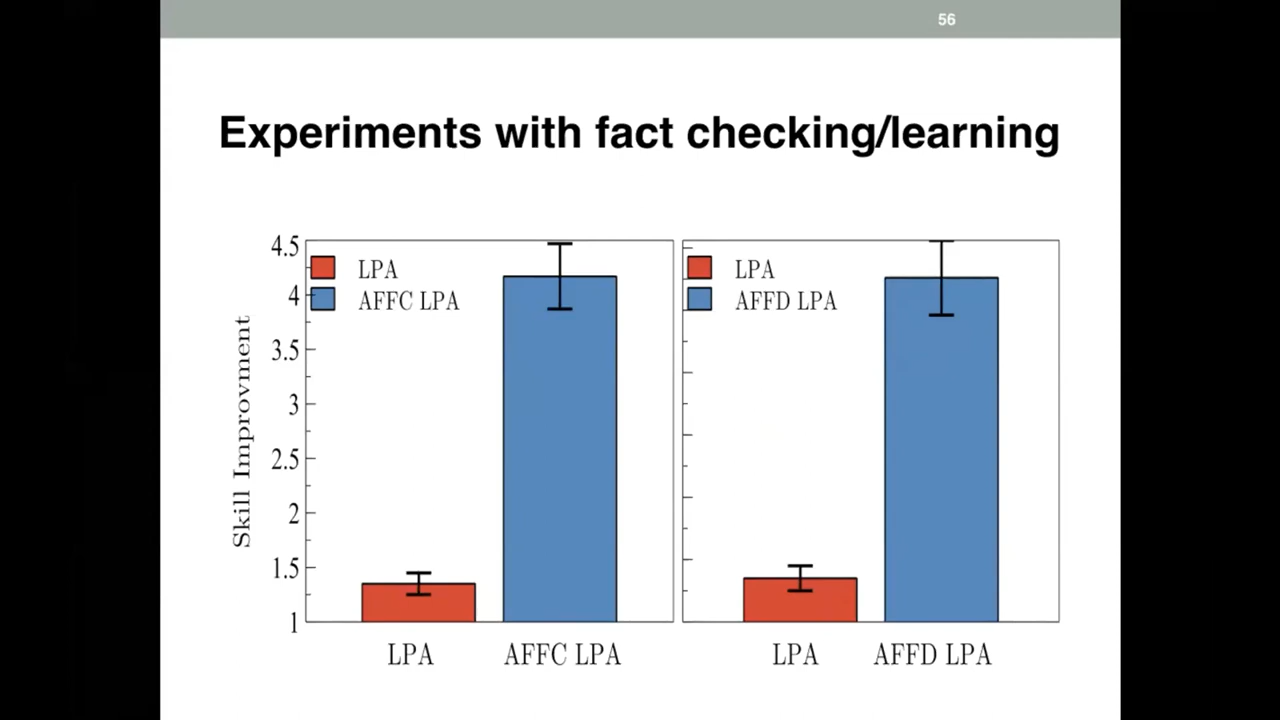 56
Experiments with fact checking/learning
Skill Improvment
4.5
4
3.5
3
2.5
2
1.5
1
LPA
AFFC LPA
LPA
AFFC LPA
LPA
AFFD LPA
LPA
AFFD LPA